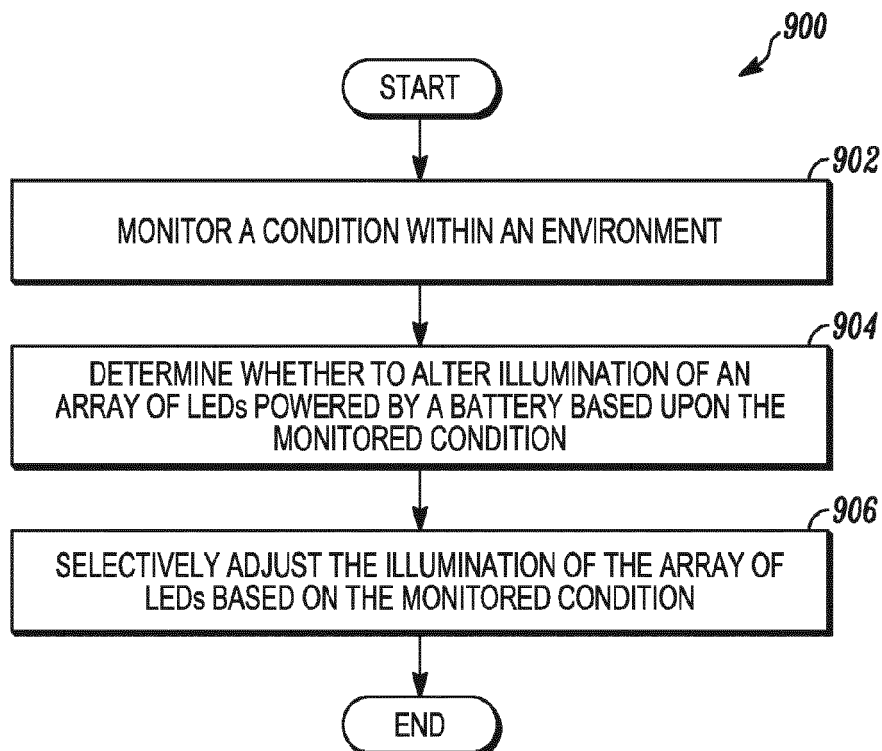 900
START
902
MONITOR A CONDITION WITHIN AN ENVIRONMENT
904
DETERMINE WHETHER TO ALTER ILLUMINATION OF AN
ARRAY OF LEDs POWERED BY A BATTERY BASED UPON THE
MONITORED CONDITION
906
SELECTIVELY ADJUST THE ILLUMINATION OF THE ARRAY OF
LEDs BASED ON THE MONITORED CONDITION
END